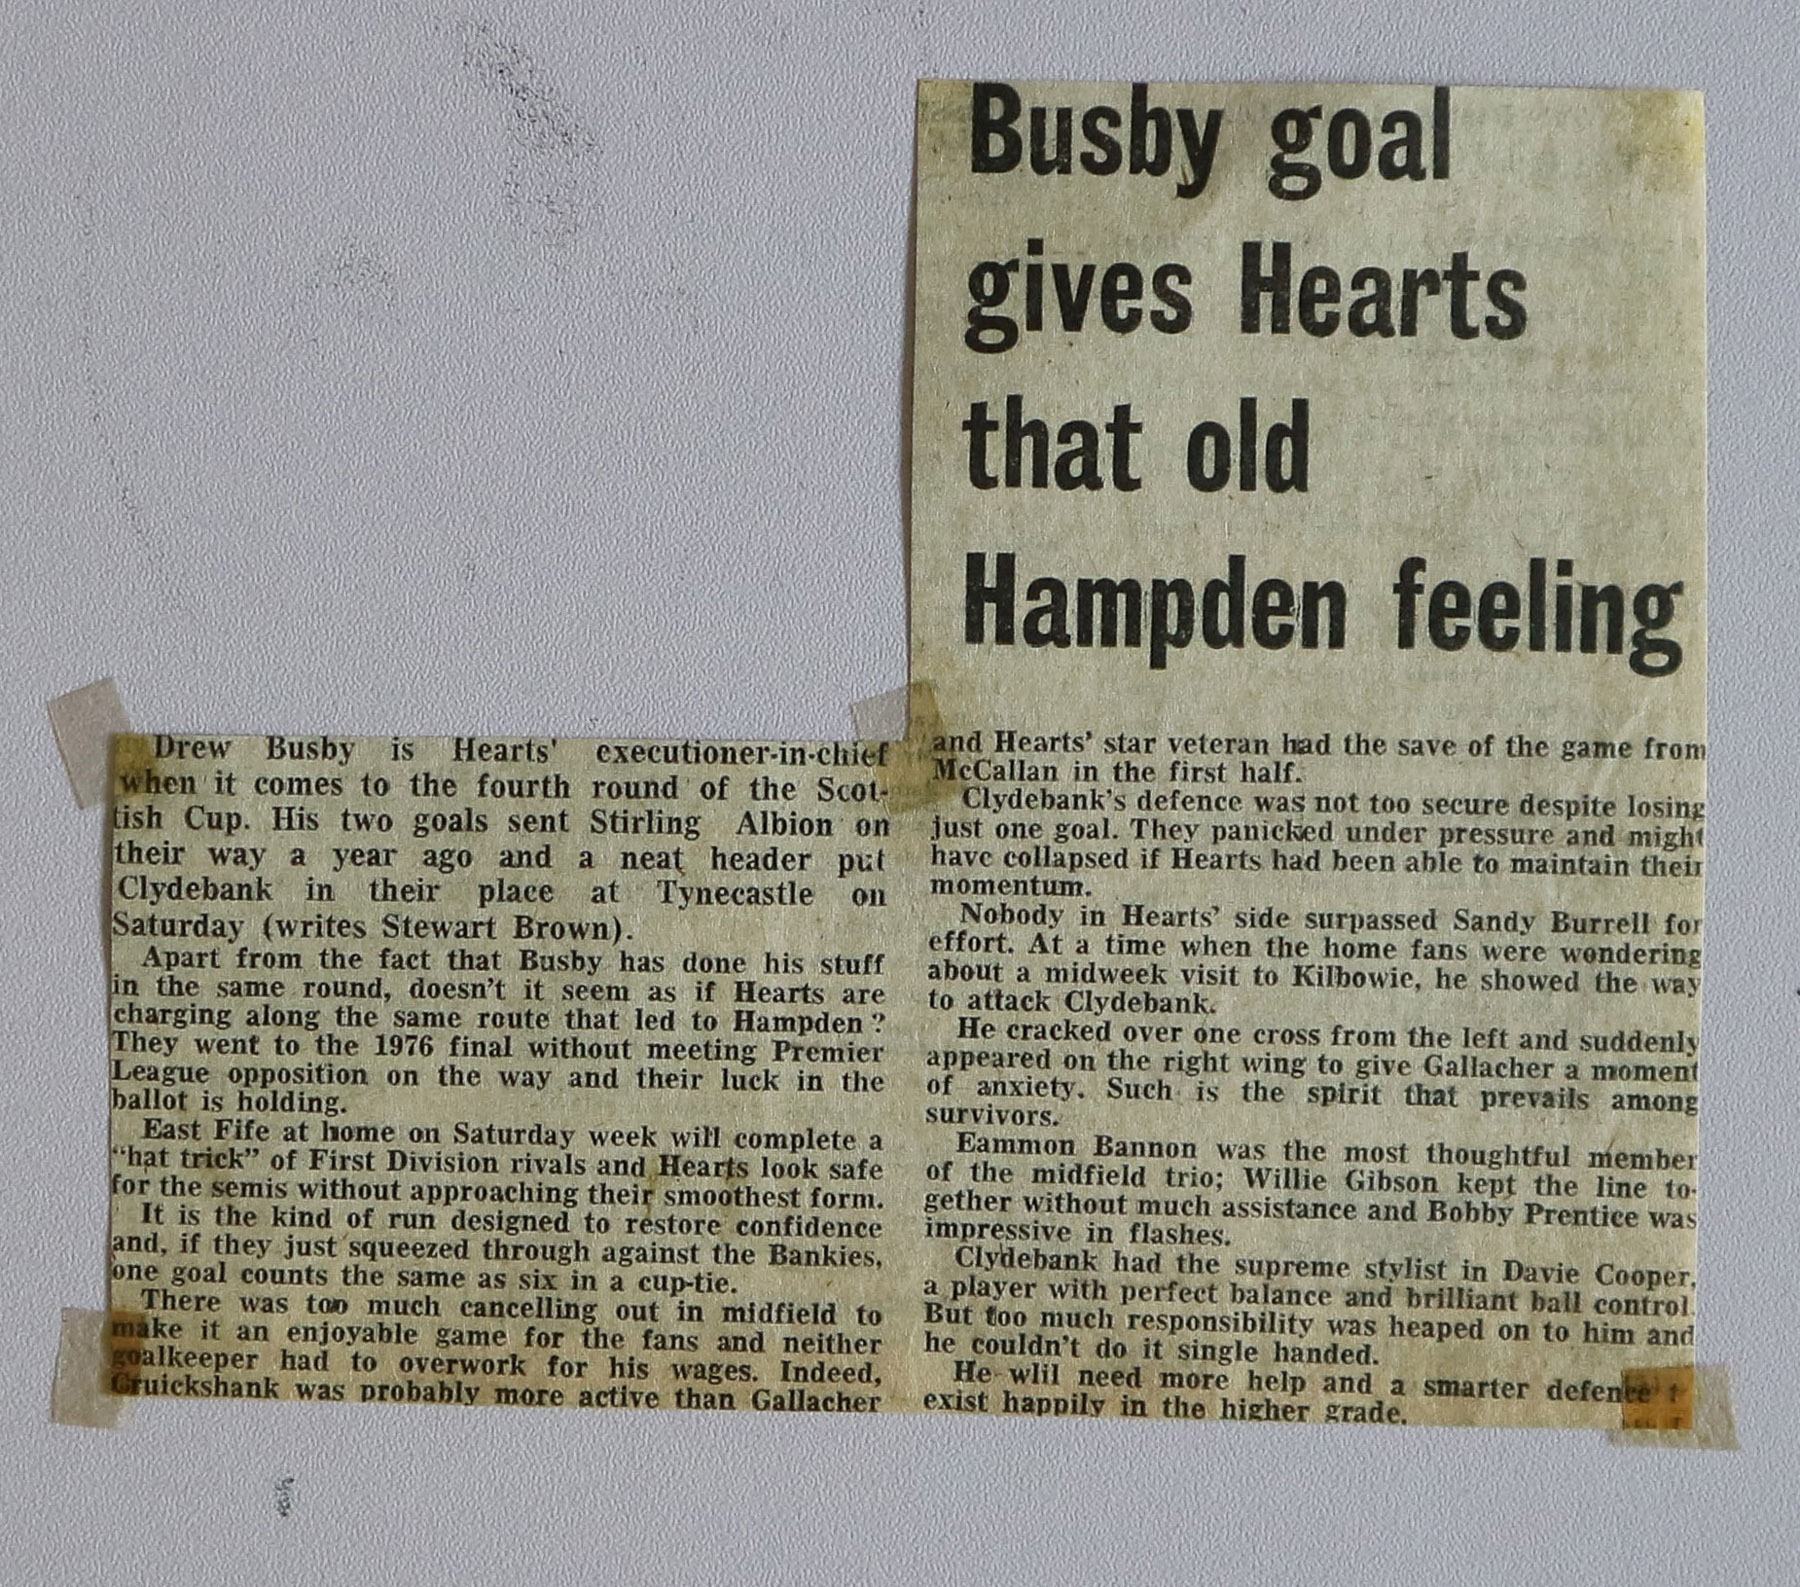 Busby goal
gives Hearts
that old
Hampden feeling
Drew Busby is Hearts' executioner-in-chief
when it comes to the fourth round of the Scot-
tish Cup. His two goals sent Stirling Albion on
their way a year ago and a neat header put
Clydebank in their place at Tynecastle on
Saturday (writes Stewart Brown).
Apart from the fact that Busby has done his stuff
in the same round, doesn't it seem as if Hearts are
charging along the same route that led to Hampden?
They went to the 1976 final without meeting Premier
League opposition on the way and their luck in the
ballot is holding.
East Fife at home on Saturday week will complete a
"hat trick" of First Division rivals and Hearts look safe
for the semis without approaching their smoothest form.
It is the kind of run designed to restore confidence
and, if they just squeezed through against the Bankies,
one goal counts the same as six in a cup-tie.
There was too much cancelling out in midfield to
make it an enjoyable game for the fans and neither
goalkeeper had to overwork for his wages. Indeed,
Cruickshank was probably more active than Gallacher
and Hearts' star veteran had the save of the game from
McCallan in the first half.
Clydebank's defence was not too secure despite losing
just one goal. They panicked under pressure and might
have collapsed if Hearts had been able to maintain their
momentum.
Nobody in Hearts' side surpassed Sandy Burrell for
effort. At a time when the home fans were wondering
about a midweek visit to Kilbowie, he showed the way
to attack Clydebank.
He cracked over one cross from the left and suddenly
appeared on the right wing to give Gallacher a moment
of anxiety. Such is the spirit that prevails among
survivors.
Eammon Bannon was the most thoughtful member
of the midfield trio; Willie Gibson kept the line to-
gether without much assistance and Bobby Prentice was
impressive in flashes.
Clydebank had the supreme stylist in Davie Cooper,
a player with perfect balance and brilliant ball control.
But too much responsibility was heaped on to him and
he couldn't do it single handed.
He wlil need more help and a smarter defence
exist happily in the higher grade.